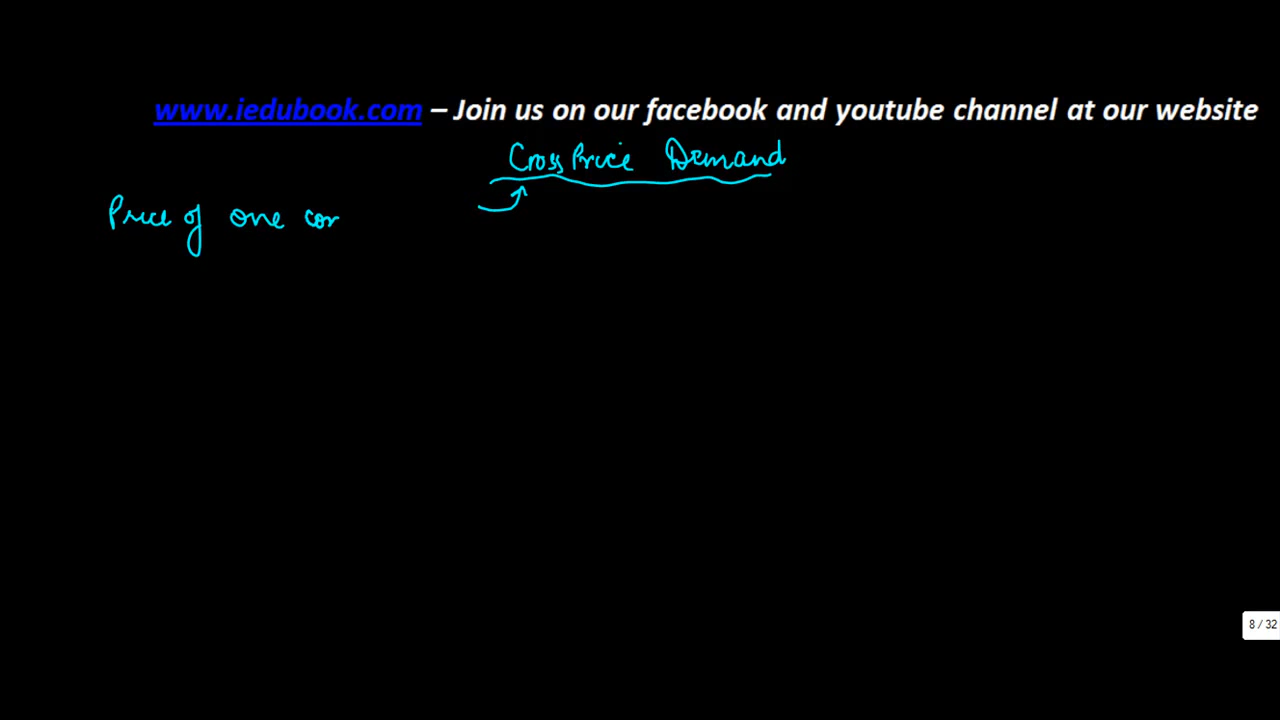 www.iedubook.com – Join us on our facebook and youtube channel at our website
Cross Price Demand
Price of one com
8 / 32